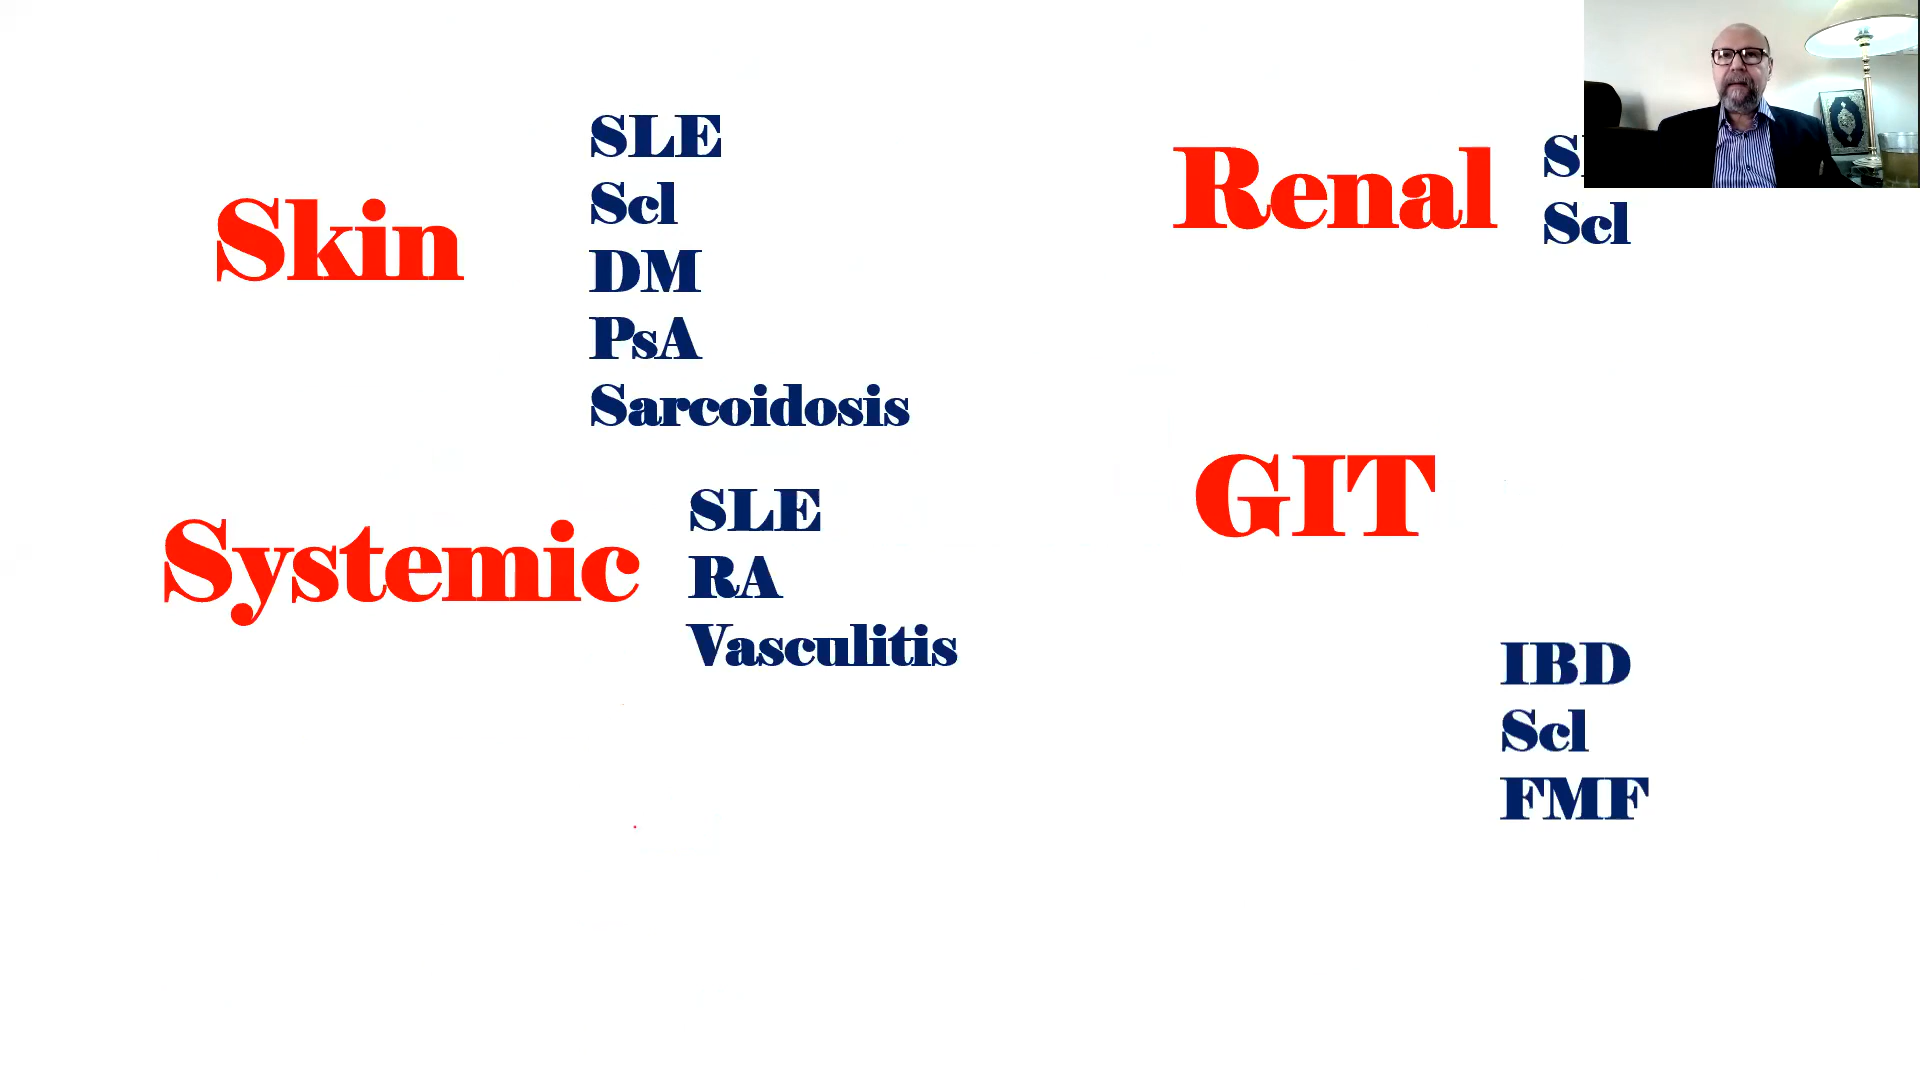 Skin
SLE
Scl
DM
PsA
Sarcoidosis
Systemic
SLE
RA
Vasculitis
Renal
Scl
GIT
IBD
Scl
FMF